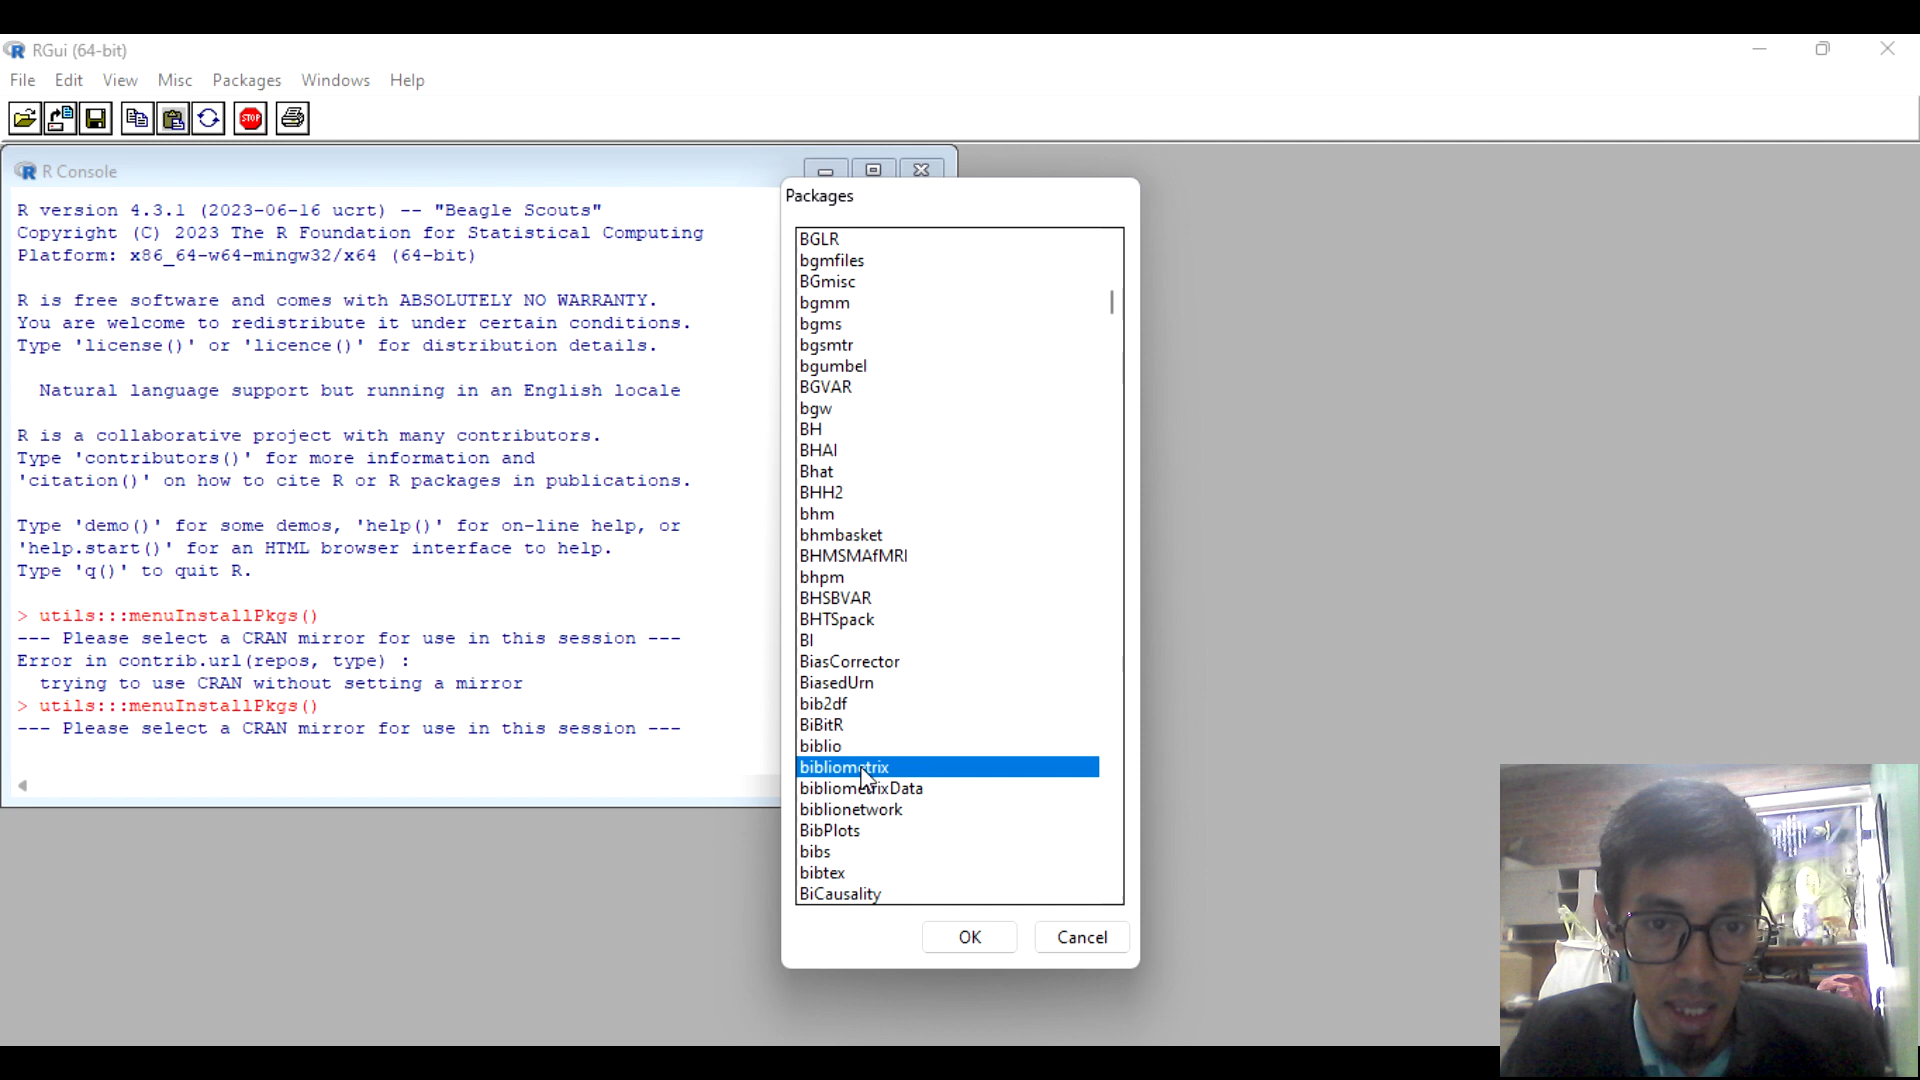 RGui (64-bit)
File Edit View Misc Packages Windows Help
STOP
R Console
R version 4.3.1 (2023-06-16 ucrt) -- "Beagle Scouts"
Copyright (C) 2023 The R Foundation for Statistical Computing
Platform: x86_64-w64-mingw32/x64 (64-bit)
R is free software and comes with ABSOLUTELY NO WARRANTY.
You are welcome to redistribute it under certain conditions.
Type 'license()' or 'licence()' for distribution details.
Natural language support but running in an English locale
R is a collaborative project with many contributors.
Type 'contributors()' for more information and
'citation()' on how to cite R or R packages in publications.
Type 'demo()' for some demos, 'help()' for on-line help, or
'help.start()' for an HTML browser interface to help.
Type 'q()' to quit R.
> utils:::menuInstallPkgs()
--- Please select a CRAN mirror for use in this session ---
Error in contrib.url(repos, type) :
trying to use CRAN without setting a mirror
> utils:::menuInstallPkgs()
--- Please select a CRAN mirror for use in this session ---
Packages
BGLR
bgmfiles
BGmisc
bgmm
bgms
bgsmtr
bgumbel
BGVAR
bgw
BH
BHAI
Bhat
BHH2
bhm
bhmbasket
BHMSMAfMRI
bhpm
BHSBVAR
BHTSpack
BI
BiasCorrector
BiasedUrn
bib2df
BiBitR
biblio
bibliometrix
bibliometrixData
biblionetwork
BibPlots
bibs
bibtex
BiCausality
OK Cancel